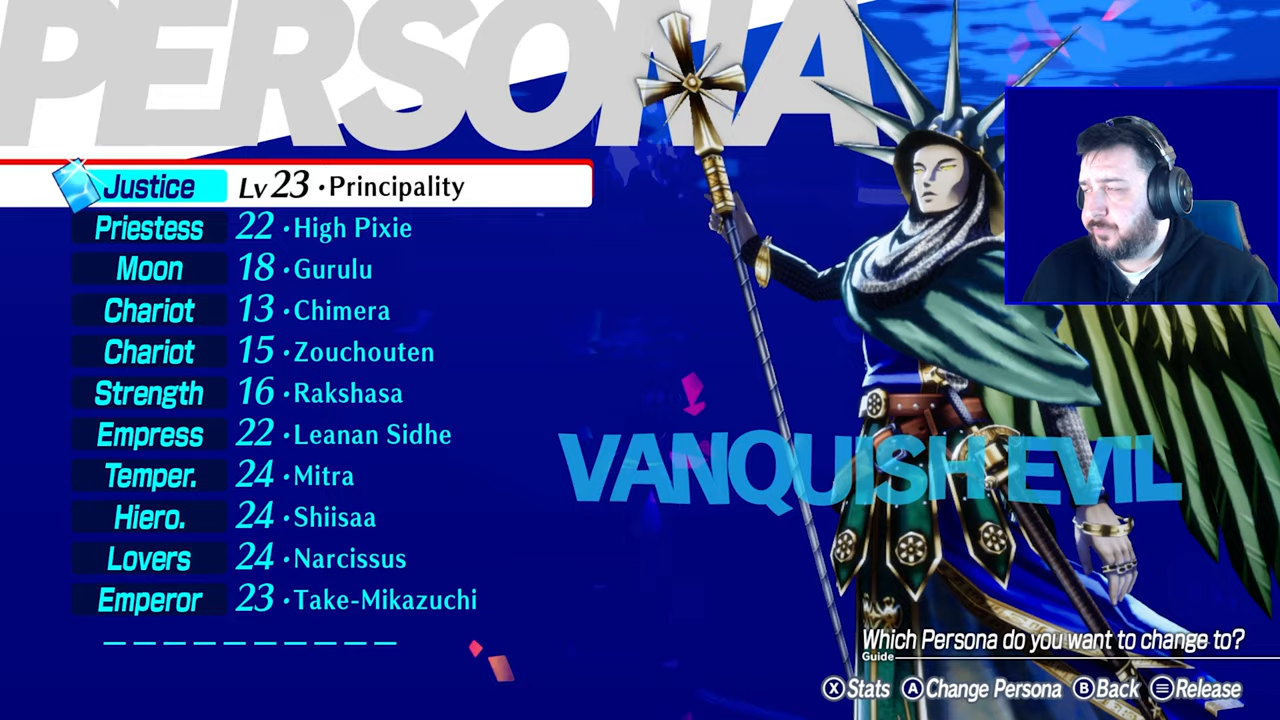 PERSONA
Justice Lv 23 · Principality
Priestess 22 · High Pixie
Moon 18 · Gurulu
Chariot 13 · Chimera
Chariot 15 · Zouchouten
Strength 16 · Rakshasa
Empress 22 · Leanan Sidhe
Temper. 24 · Mitra
Hiero. 24 · Shiisaa
Lovers 24 · Narcissus
Emperor 23 · Take-Mikazuchi
VANQUISH EVIL
Which Persona do you want to change to?
Guide
X Stats A Change Persona B Back Release